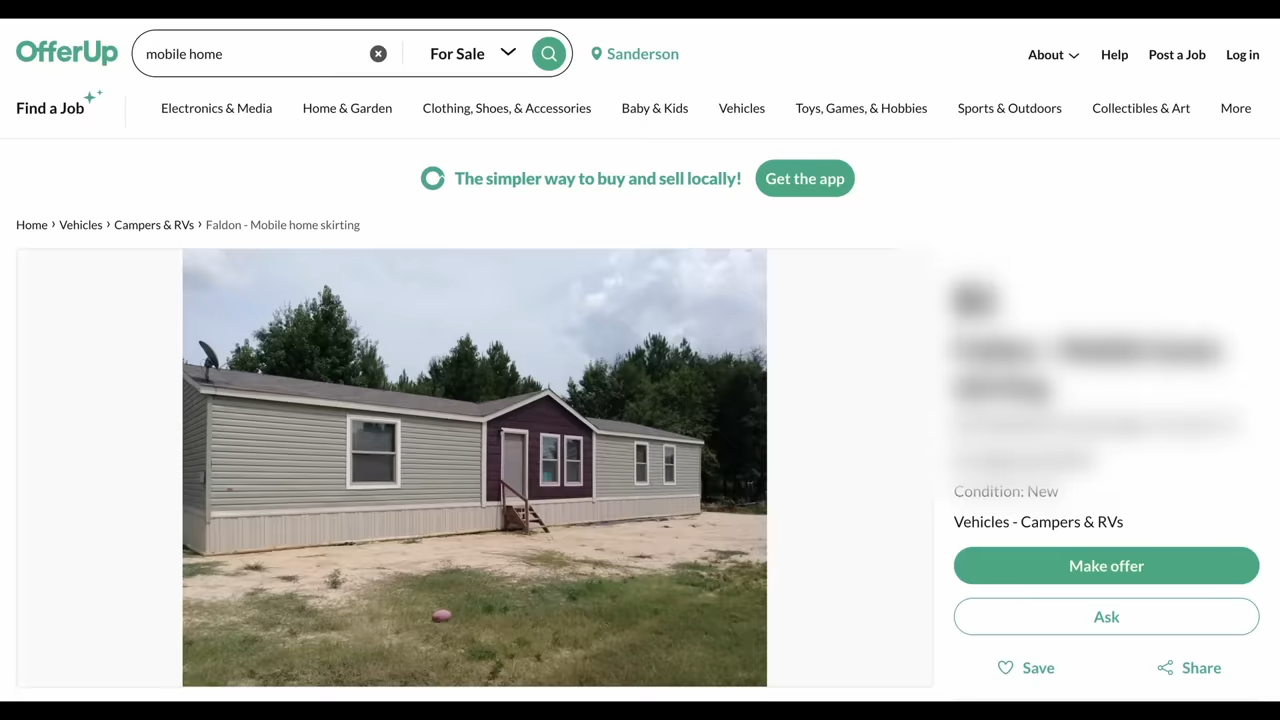 OfferUp
mobile home
For Sale
Sanderson
About
Help
Post a Job
Log in
Find a Job
Electronics & Media
Home & Garden
Clothing, Shoes, & Accessories
Baby & Kids
Vehicles
Toys, Games, & Hobbies
Sports & Outdoors
Collectibles & Art
More
The simpler way to buy and sell locally!
Get the app
Home › Vehicles › Campers & RVs › Faldon - Mobile home skirting
Condition: New
Vehicles - Campers & RVs
Make offer
Ask
Save
Share